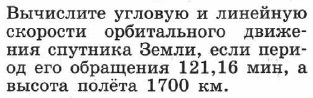 Вычислите угловую и линейную
скорости орбитального движе-
ния спутника Земли, если пери-
од его обращения 121,16 мин, а
высота полёта 1700 км.